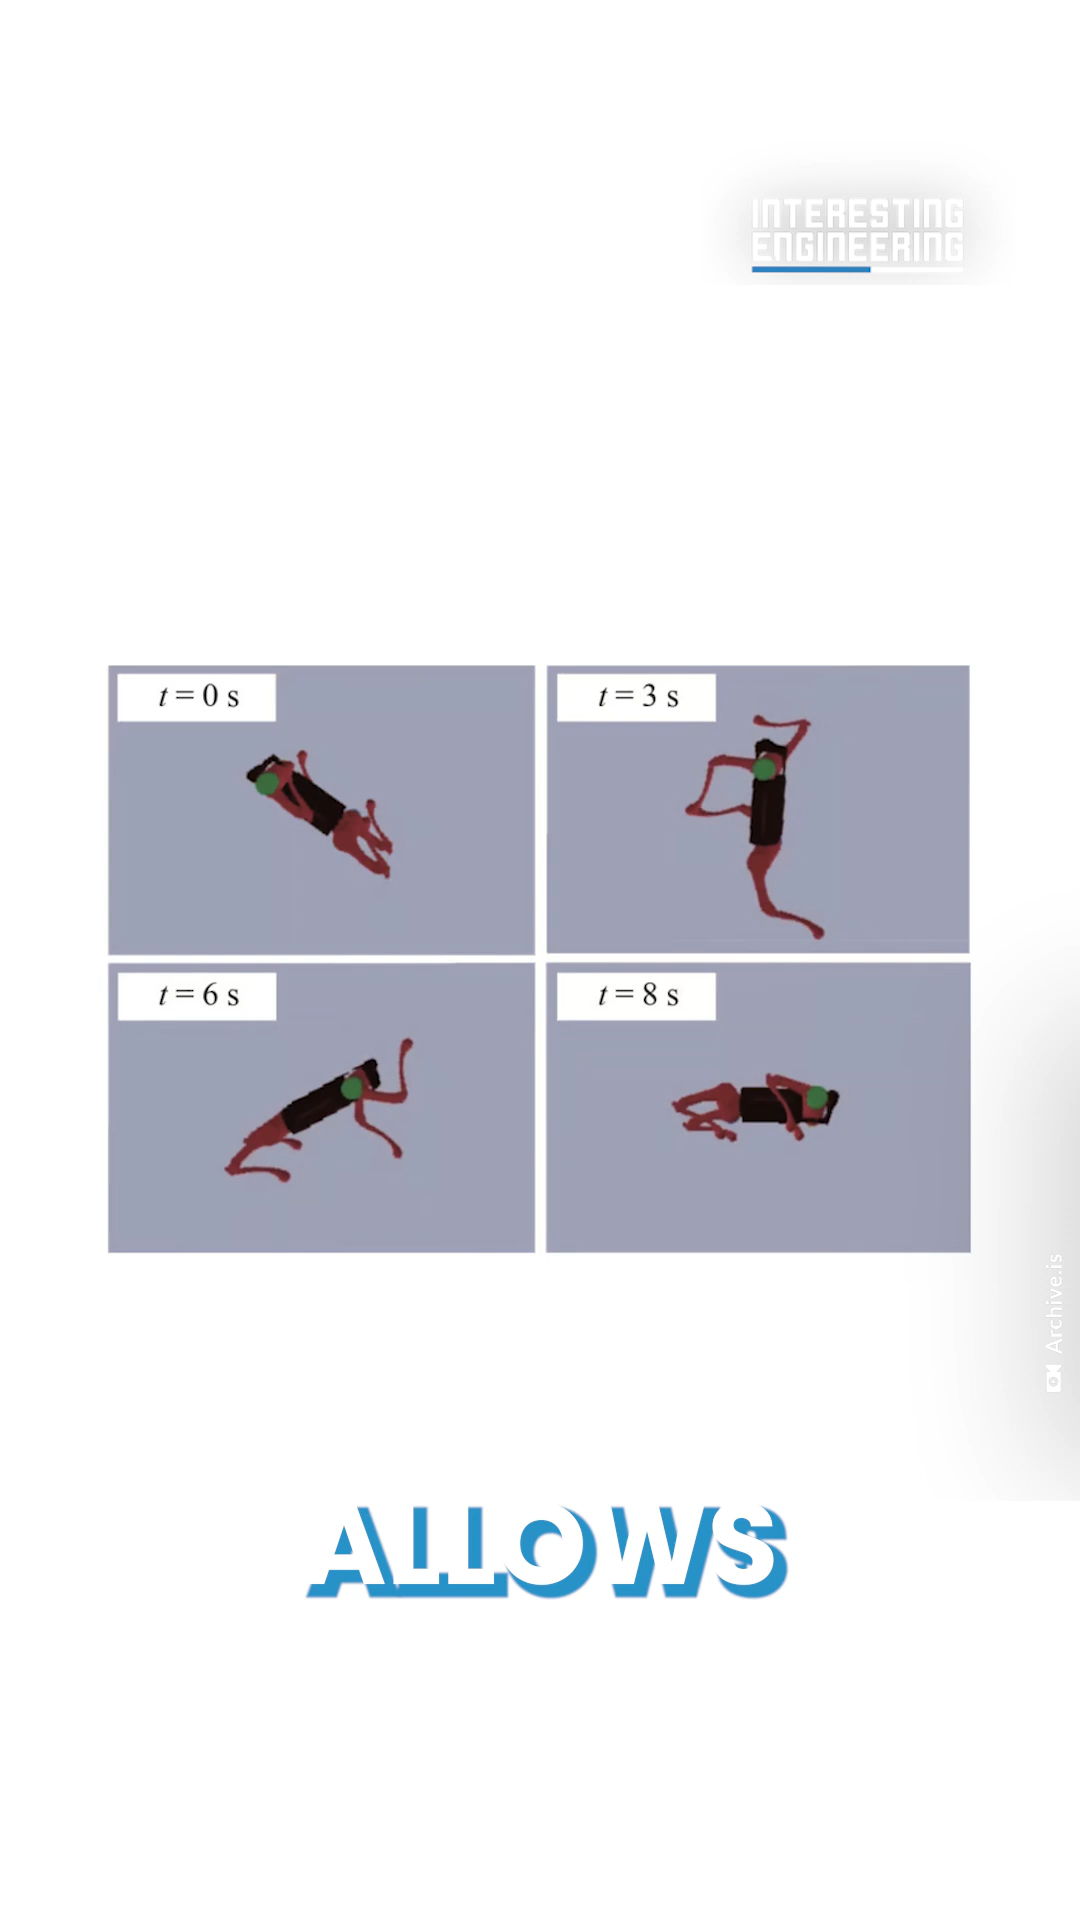 INTERESTING
ENGINEERING
t = 0 s
t = 3 s
t = 6 s
t = 8 s
Archive.is
ALLOWS